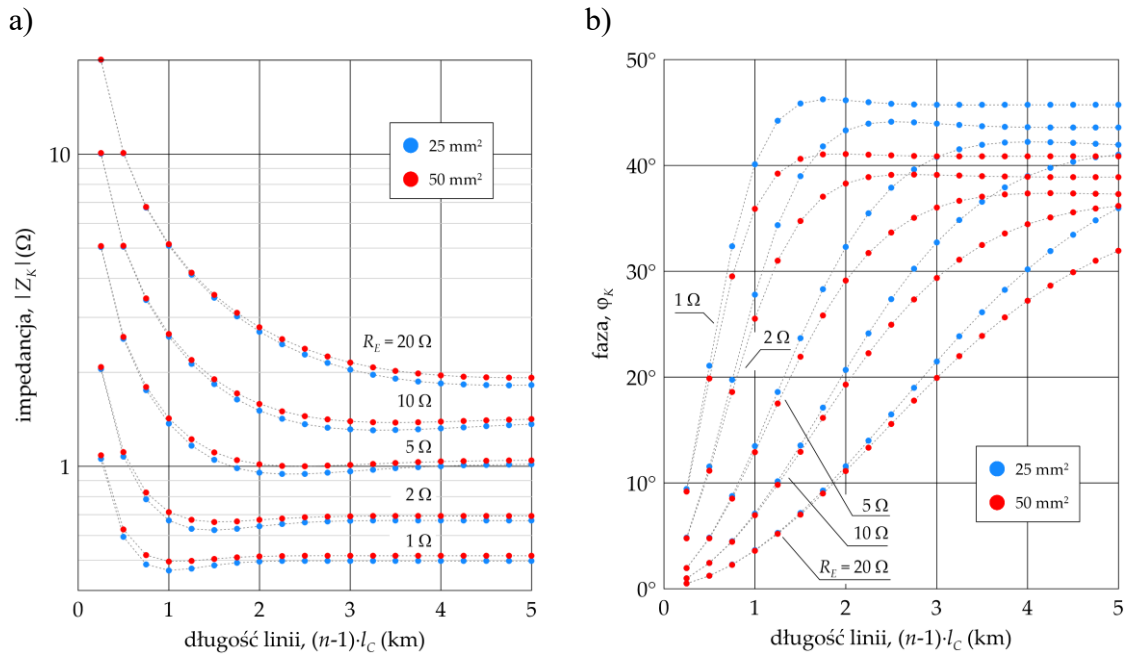 a)
impedancja, |Z_K| (Ω)
10
1
25 mm²
50 mm²
R_E = 20 Ω
10 Ω
5 Ω
2 Ω
1 Ω
0 1 2 3 4 5
długość linii, (n-1)·l_C (km)
b)
faza, φ_K
50°
40°
30°
20°
10°
0°
1 Ω
2 Ω
5 Ω
10 Ω
R_E = 20 Ω
25 mm²
50 mm²
0 1 2 3 4 5
długość linii, (n-1)·l_C (km)